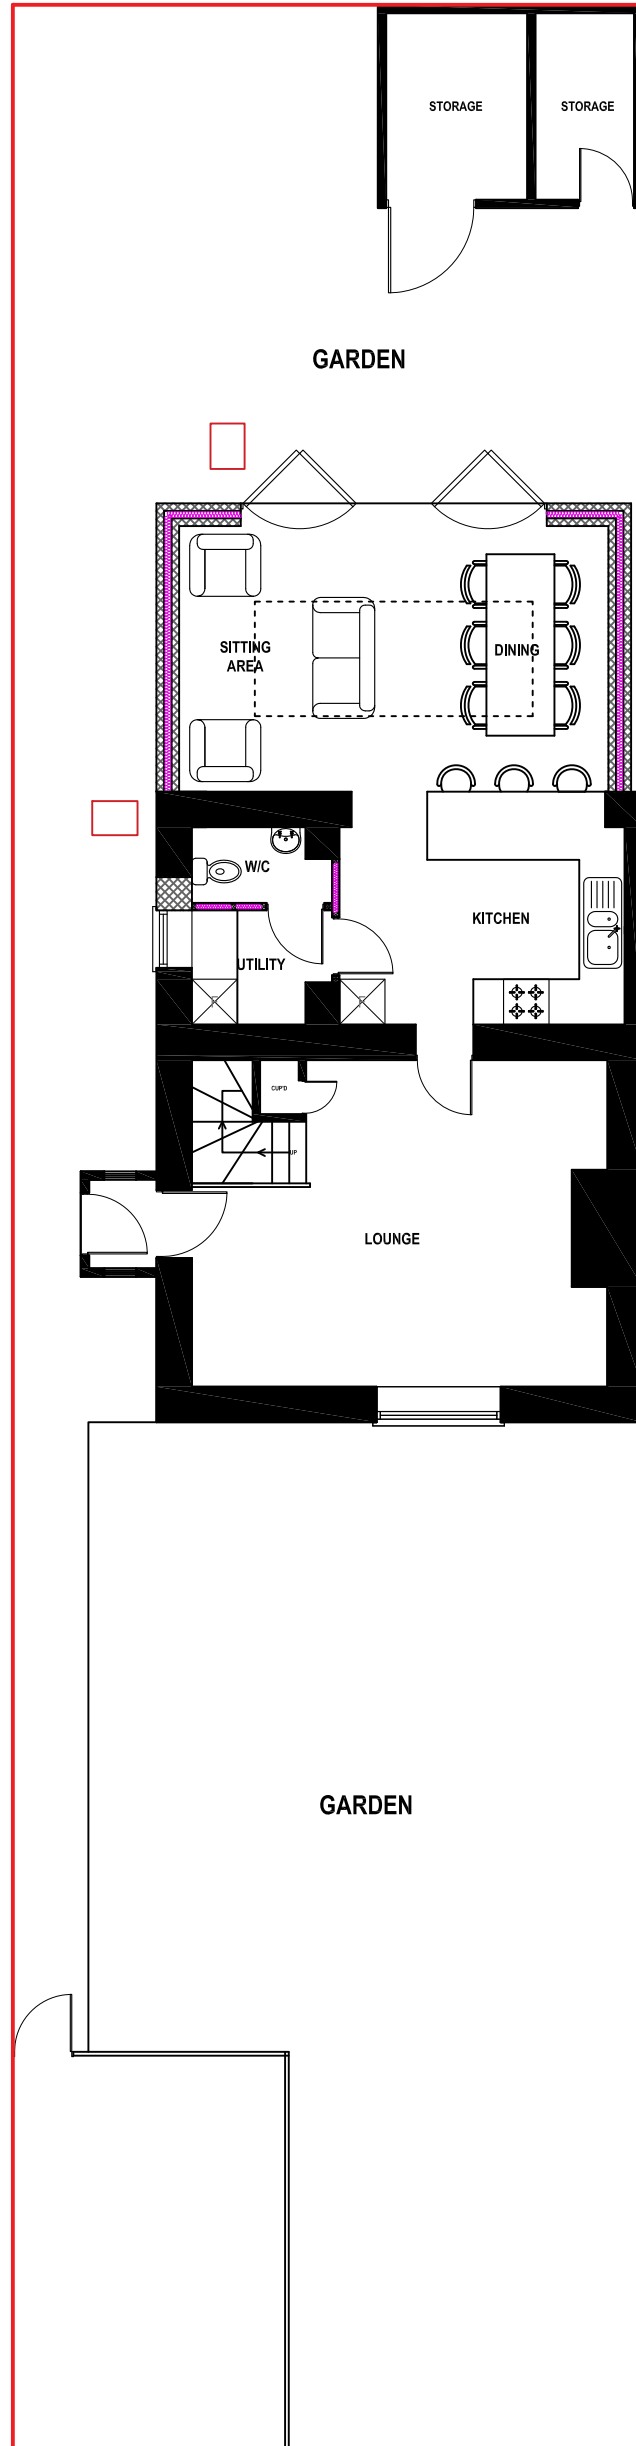 STORAGE
STORAGE
GARDEN
SITTING
AREA
DINING
W/C
KITCHEN
UTILITY
CUP'D
UP
LOUNGE
GARDEN